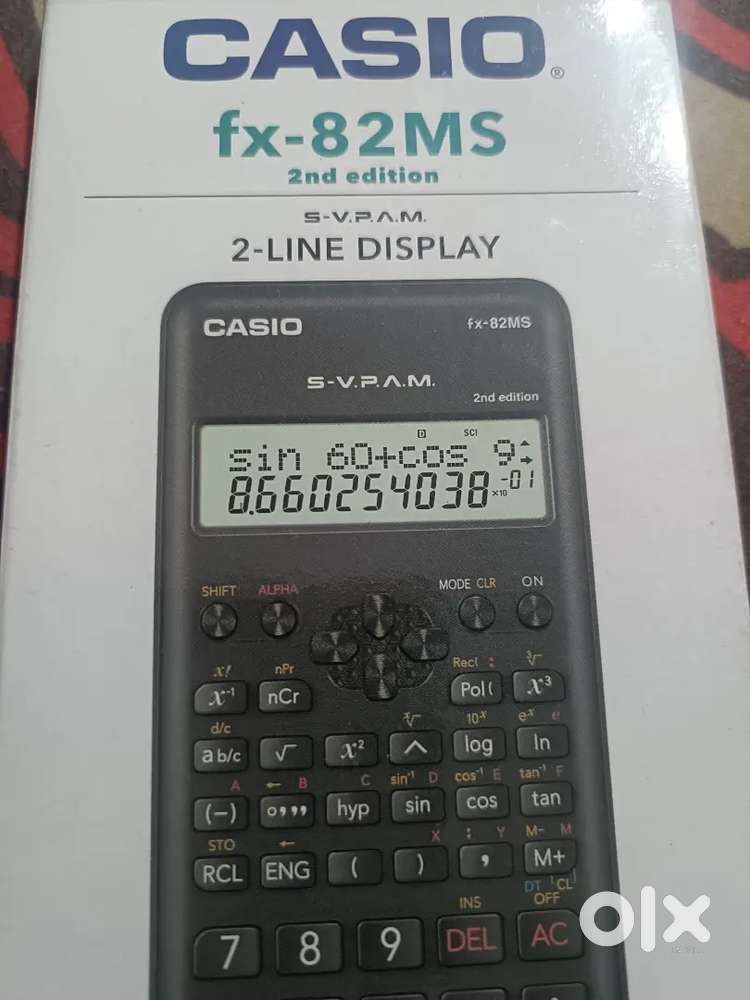 CASIO®
fx-82MS
2nd edition
S-V.P.A.M.
2-LINE DISPLAY
CASIO fx-82MS
S-V.P.A.M.
2nd edition
D SCI
sin 60+cos 9
8.660254038 ×10 -01
SHIFT ALPHA MODE CLR ON
x! nPr Rec( : ³√
x⁻¹ nCr Pol( x³
d/c ˣ√ 10ˣ eˣ e
a b/c √ x² ^ log ln
A ← B C sin⁻¹ D cos⁻¹ E tan⁻¹ F
(−) o,,, hyp sin cos tan
STO ← X ; Y M- M
RCL ENG ( ) , M+
DT CL
INS OFF
7 8 9 DEL AC
olx